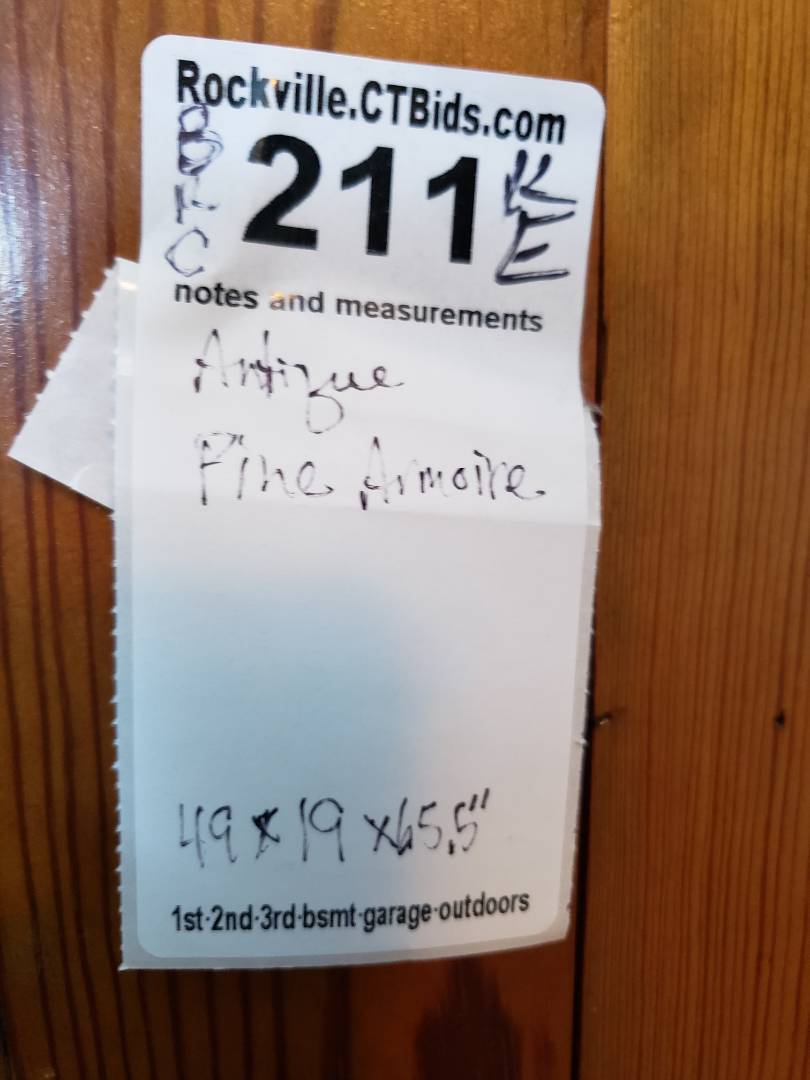 Rockville.CTBids.com
211
KE
notes and measurements
Antique
Pine Armoire
49 x 19 x 65.5"
1st·2nd·3rd·bsmt·garage·outdoors